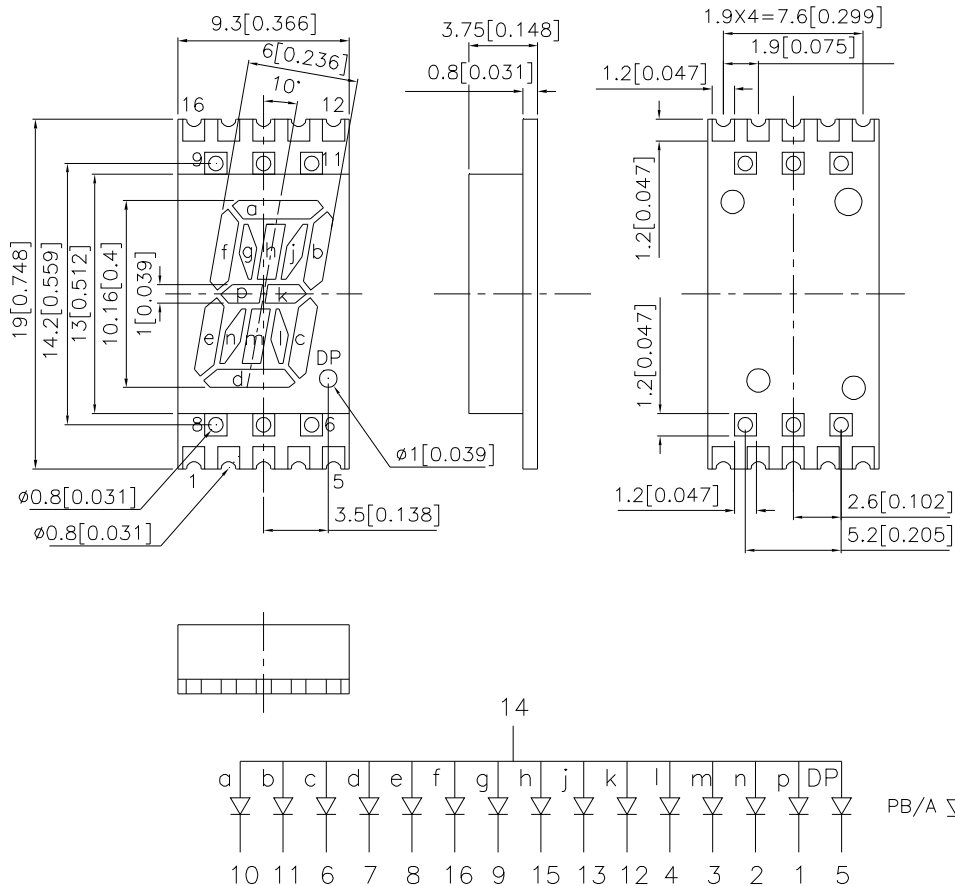 9.3[0.366]
6[0.236]
10°
16
12
9
11
a
f
g
h
j
b
p
k
e
n
m
l
c
d
DP
8
6
1
5
19[0.748]
14.2[0.559]
13[0.512]
10.16[0.4]
1[0.039]
ø0.8[0.031]
ø0.8[0.031]
ø1[0.039]
3.5[0.138]
3.75[0.148]
0.8[0.031]
1.9X4=7.6[0.299]
1.9[0.075]
1.2[0.047]
1.2[0.047]
1.2[0.047]
1.2[0.047]
2.6[0.102]
5.2[0.205]
14
a b c d e f g h j k l m n p DP
PB/A
10 11 6 7 8 16 9 15 13 12 4 3 2 1 5